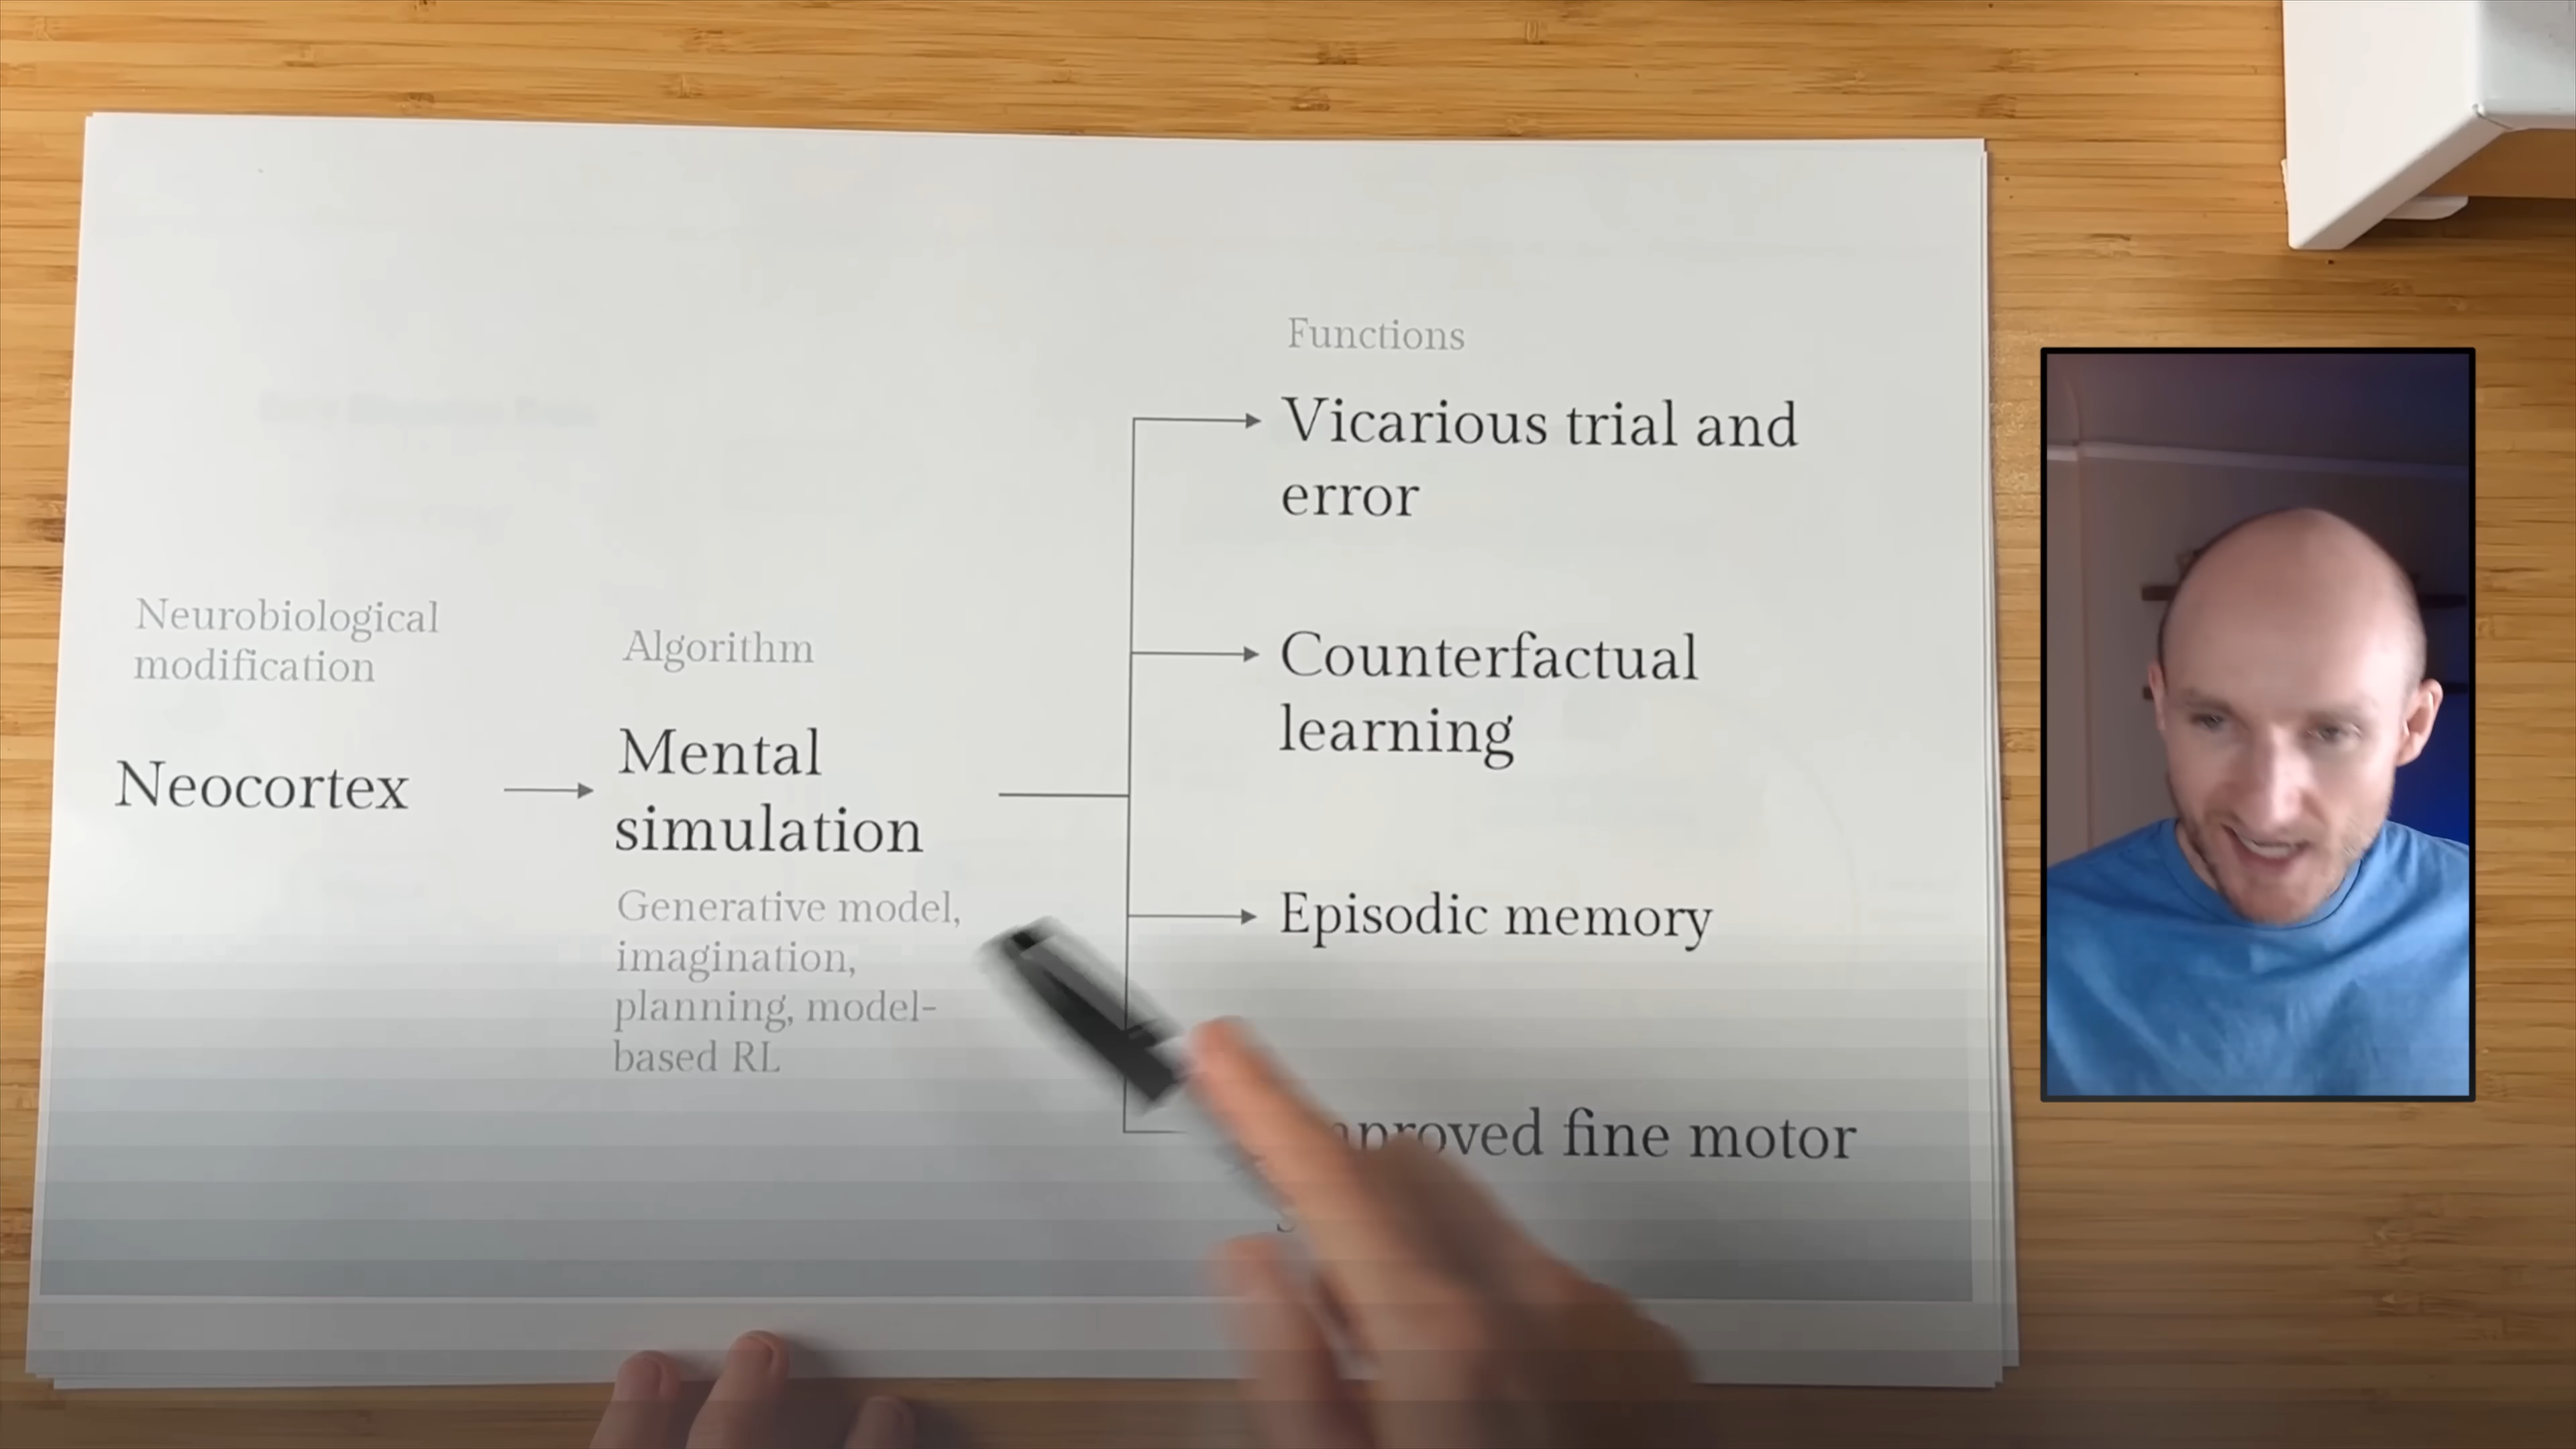 Functions
Vicarious trial and
error
Neurobiological
modification
Algorithm
Counterfactual
learning
Neocortex
Mental
simulation
Generative model,
imagination,
planning, model-
based RL
Episodic memory
fine motor